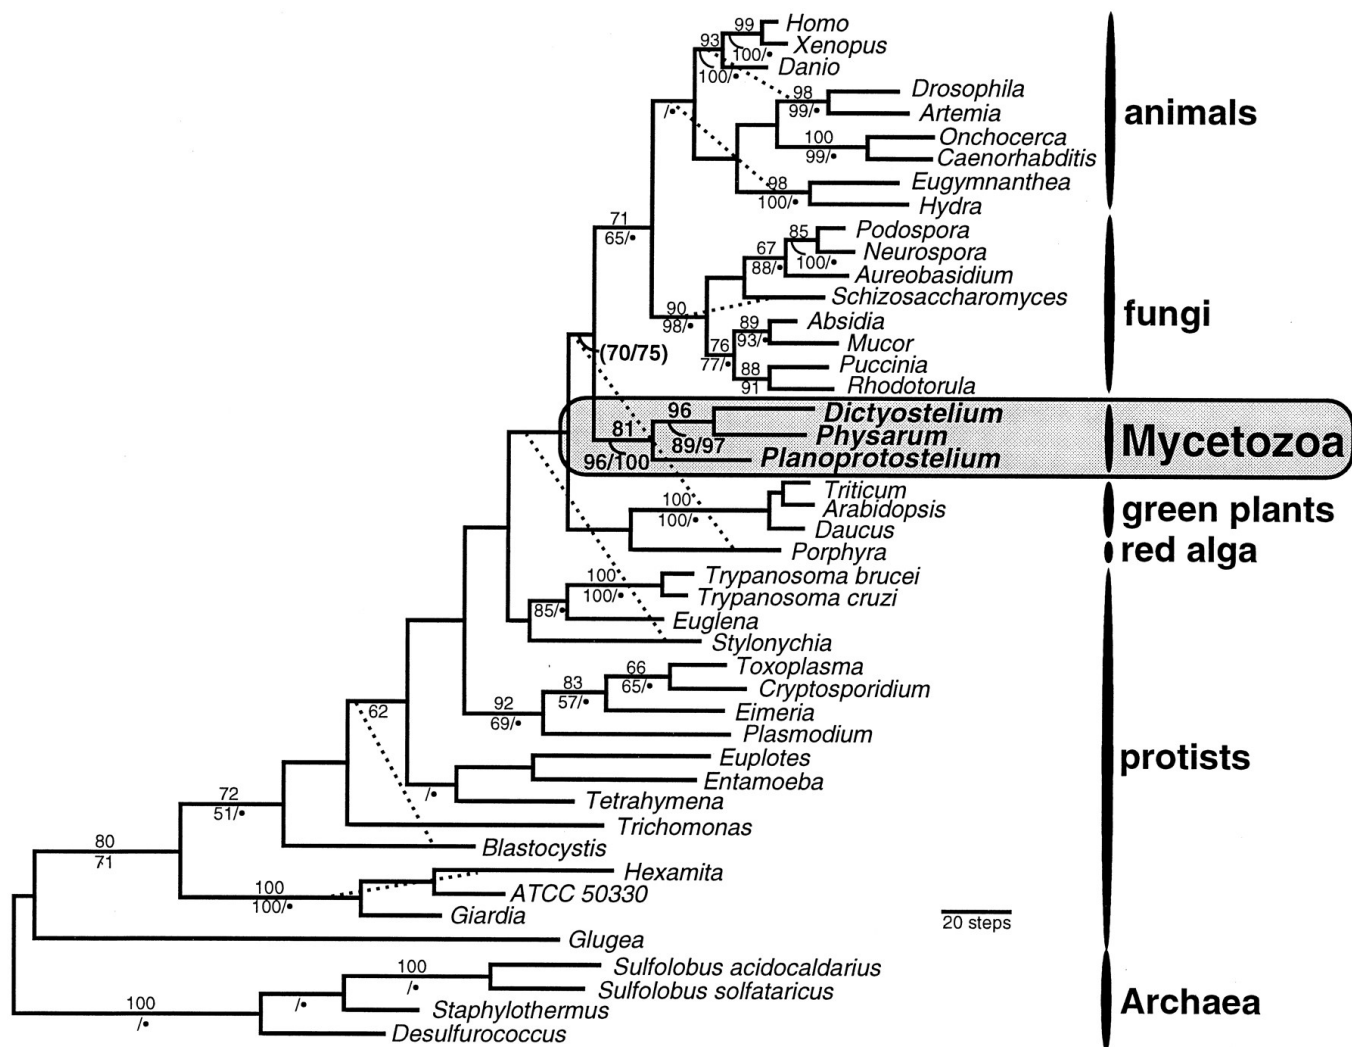 99
Homo
93
Xenopus
100/•
Danio
100/•
98
Drosophila
99/•
Artemia
/•
animals
100
Onchocerca
99/•
Caenorhabditis
98
Eugymnanthea
100/•
Hydra
71
65/•
85
Podospora
67
Neurospora
88/•
100/•
Aureobasidium
Schizosaccharomyces
90
98/•
fungi
89
Absidia
93/•
Mucor
76
77/•
(70/75)
88
Puccinia
91
Rhodotorula
96
Dictyostelium
81
89/97
Physarum
96/100
Planoprotostelium
Mycetozoa
100
Triticum
100/•
Arabidopsis
Daucus
green plants
Porphyra
red alga
100
Trypanosoma brucei
100/•
Trypanosoma cruzi
85/•
Euglena
Stylonychia
66
Toxoplasma
83
65/•
Cryptosporidium
92
57/•
Eimeria
69/•
Plasmodium
62
protists
Euplotes
Entamoeba
/•
Tetrahymena
72
51/•
Trichomonas
80
71
Blastocystis
100
Hexamita
100/•
ATCC 50330
Giardia
20 steps
Glugea
100
Sulfolobus acidocaldarius
/•
Sulfolobus solfataricus
/•
100
Staphylothermus
/•
Desulfurococcus
Archaea